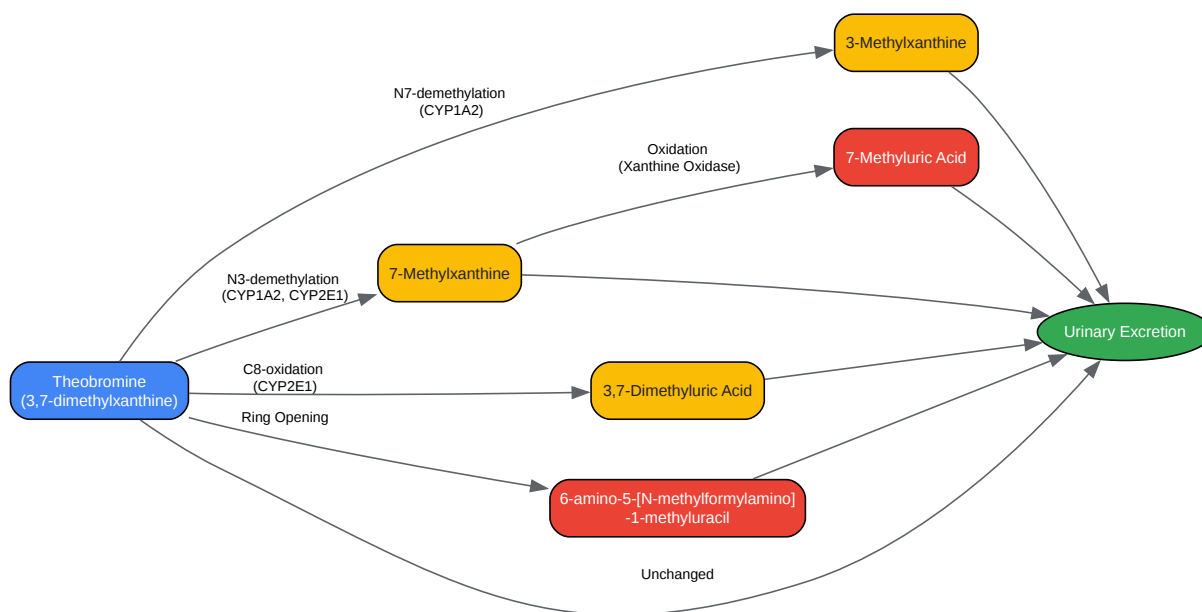 3-Methylxanthine
N7-demethylation
(CYP1A2)
Oxidation
(Xanthine Oxidase)
7-Methyluric Acid
N3-demethylation
(CYP1A2, CYP2E1)
7-Methylxanthine
Urinary Excretion
Theobromine
(3,7-dimethylxanthine)
C8-oxidation
(CYP2E1)
3,7-Dimethyluric Acid
Ring Opening
6-amino-5-[N-methylformylamino]
-1-methyluracil
Unchanged